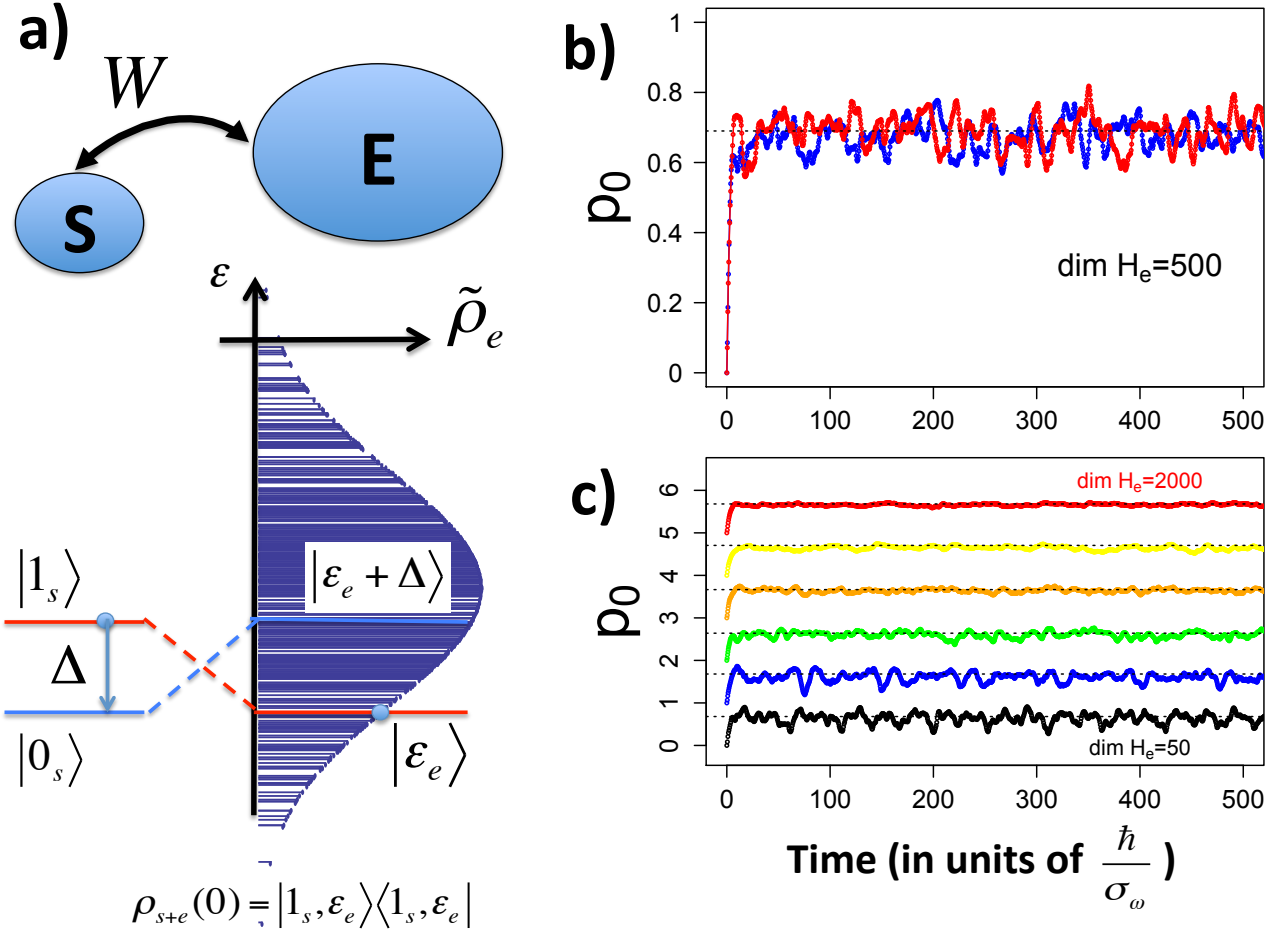 a)
W
S
E
ε
ρ̃_e
|1_s⟩
Δ
|0_s⟩
|ε_e + Δ⟩
|ε_e⟩
ρ_{s+e}(0) = |1_s, ε_e⟩⟨1_s, ε_e|
b)
1
0.8
0.6
0.4
0.2
0
p_0
dim H_e=500
0 100 200 300 400 500
c)
6
5
4
3
2
1
0
p_0
dim H_e=2000
dim H_e=50
0 100 200 300 400 500
Time (in units of ħ/σ_ω )